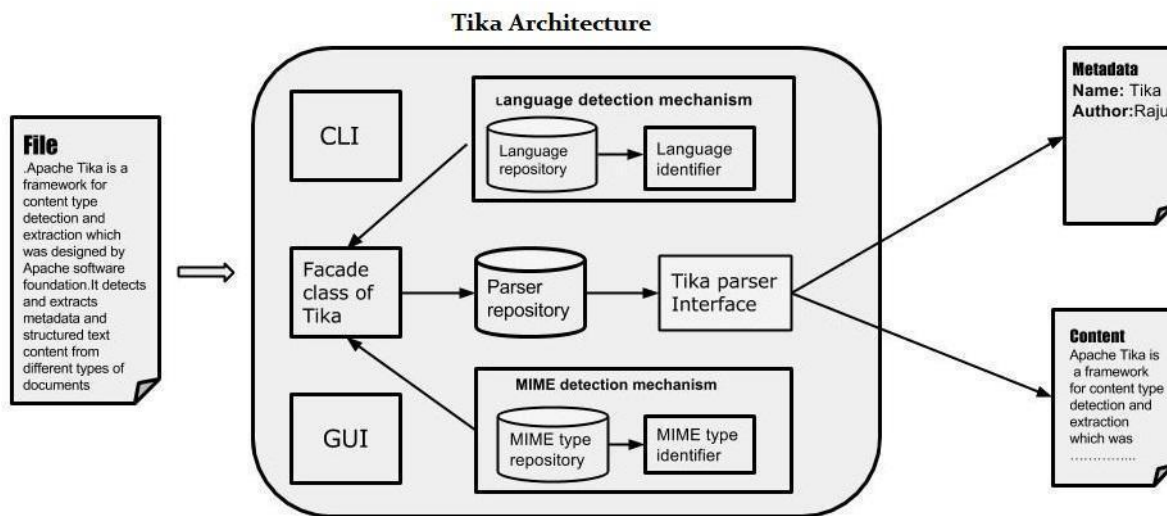 Tika Architecture
File
.Apache Tika is a
framework for
content type
detection and
extraction which
was designed by
Apache software
foundation.It detects
and extracts
metadata and
structured text
content from
different types of
documents
CLI
Language detection mechanism
Language
repository
Language
identifier
Facade
class of
Tika
Parser
repository
Tika parser
Interface
GUI
MIME detection mechanism
MIME type
repository
MIME type
identifier
Metadata
Name: Tika
Author:Raju
Content
Apache Tika is
a framework
for content type
detection and
extraction
which was
...............